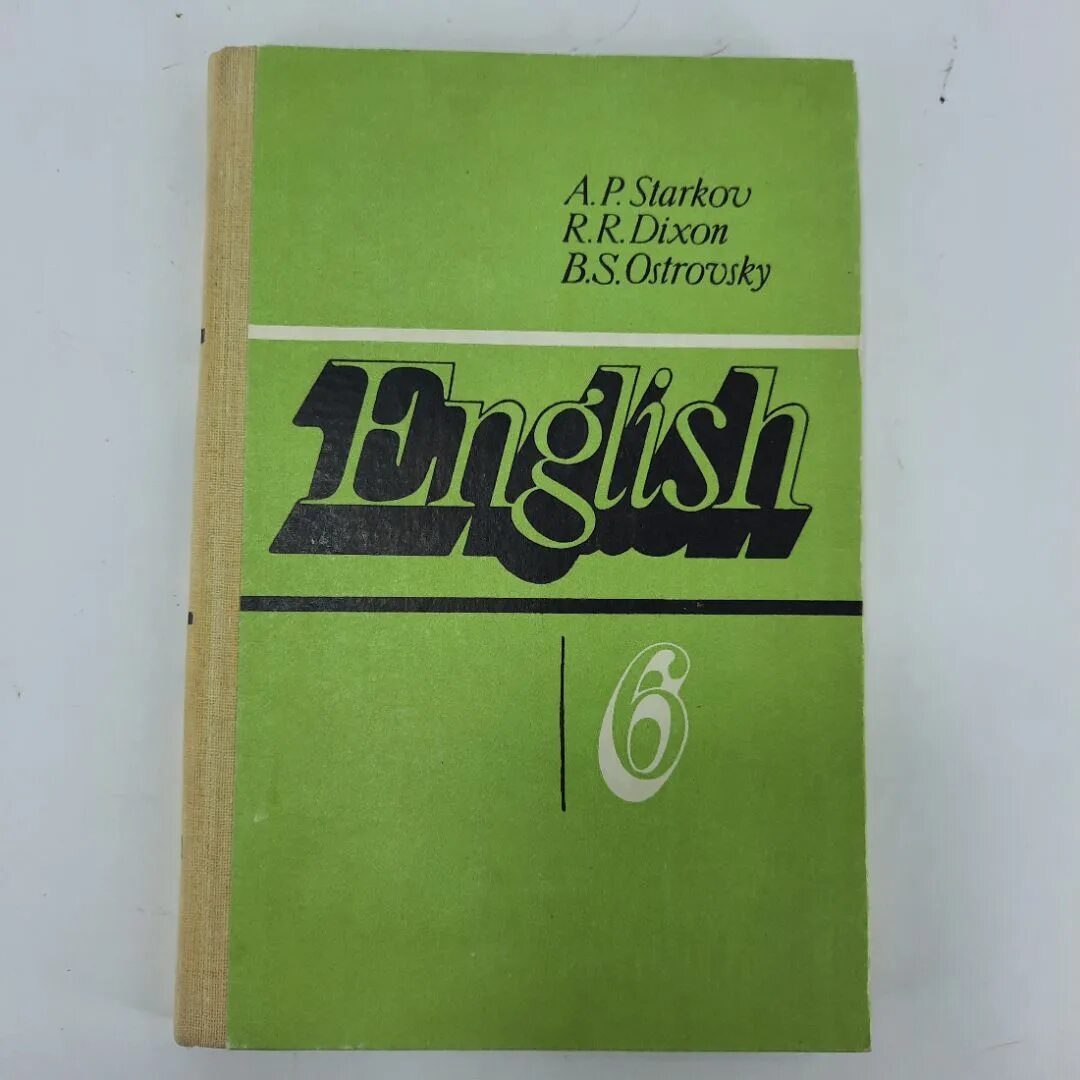 A.P. Starkov
R.R. Dixon
B.S. Ostrovsky
English
6